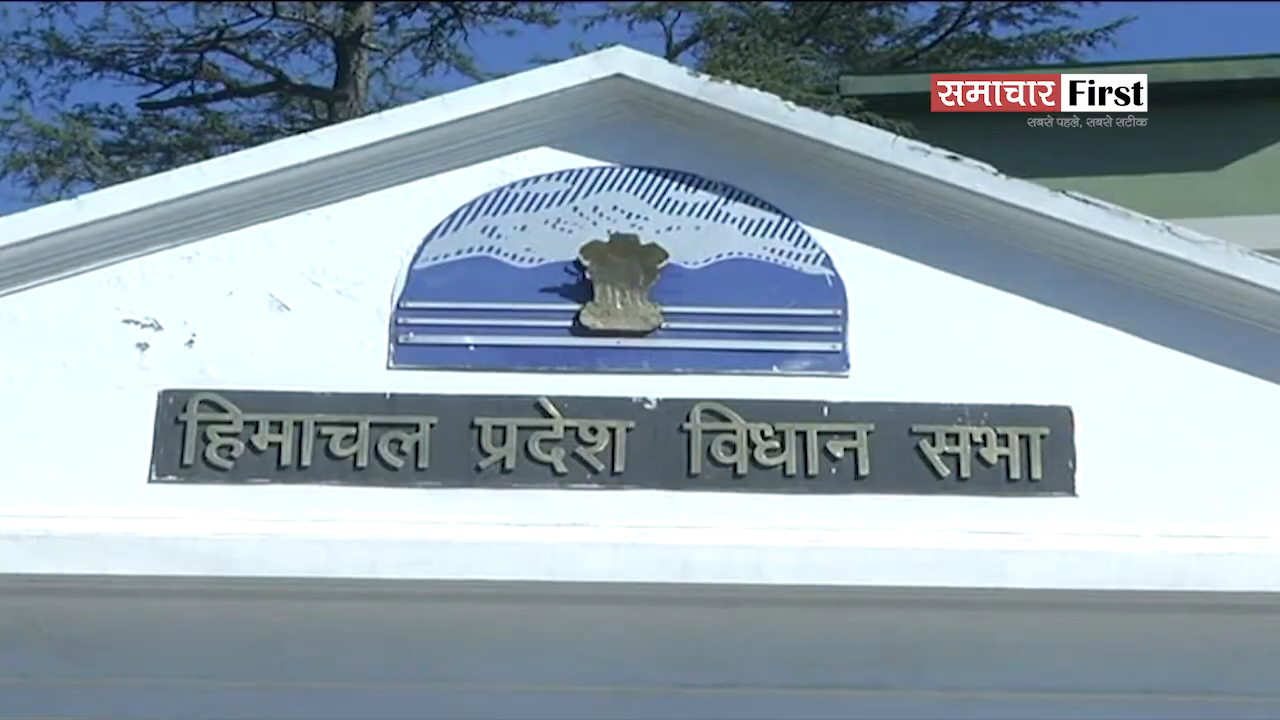 समाचार First
सबसे पहले, सबसे सटीक
हिमाचल प्रदेश विधान सभा